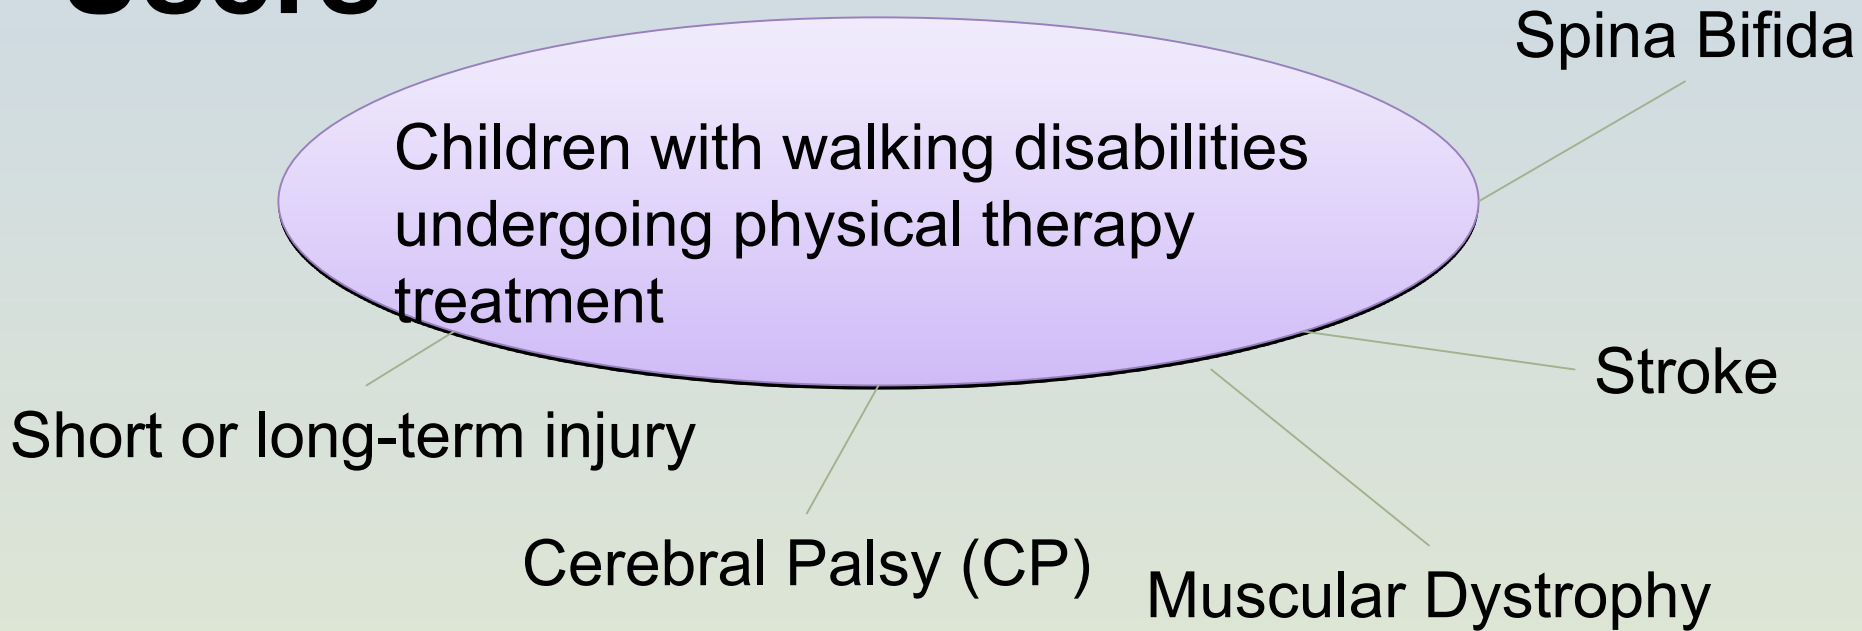 Spina Bifida
Children with walking disabilities
undergoing physical therapy
treatment
Stroke
Short or long-term injury
Cerebral Palsy (CP)
Muscular Dystrophy